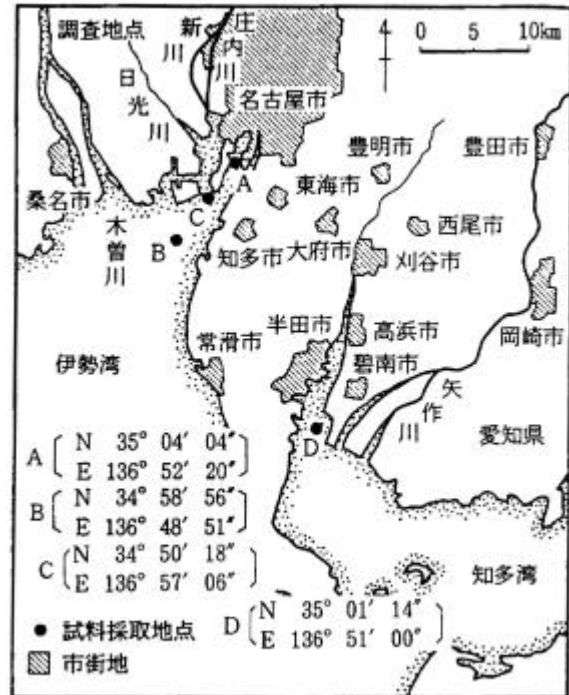 調査地点
新川
庄内川
日光川
名古屋市
0 5 10km
4
豊明市
豊田市
A
桑名市
東海市
C
西尾市
木曽川
B
知多市
大府市
刈谷市
半田市
高浜市
岡崎市
常滑市
碧南市
伊勢湾
矢作川
D
愛知県
A N 35° 04′ 04″
E 136° 52′ 20″
B N 34° 58′ 56″
E 136° 48′ 51″
C N 34° 50′ 18″
E 136° 57′ 06″
知多湾
D N 35° 01′ 14″
E 136° 51′ 00″
● 試料採取地点
市街地